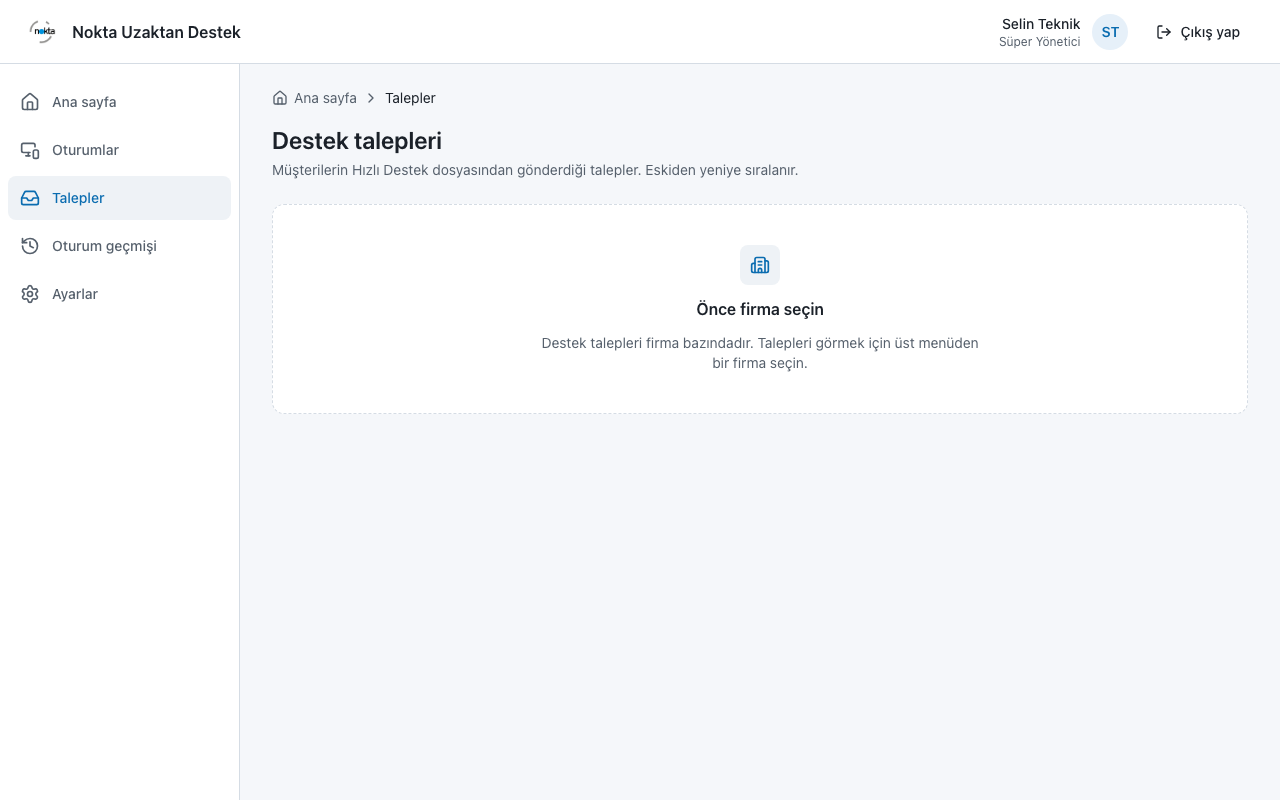 nokta
Nokta Uzaktan Destek
Selin Teknik
Süper Yönetici
ST
Çıkış yap
Ana sayfa
Oturumlar
Talepler
Oturum geçmişi
Ayarlar
Ana sayfa
Talepler
Destek talepleri
Müşterilerin Hızlı Destek dosyasından gönderdiği talepler. Eskiden yeniye sıralanır.
Önce firma seçin
Destek talepleri firma bazındadır. Talepleri görmek için üst menüden
bir firma seçin.